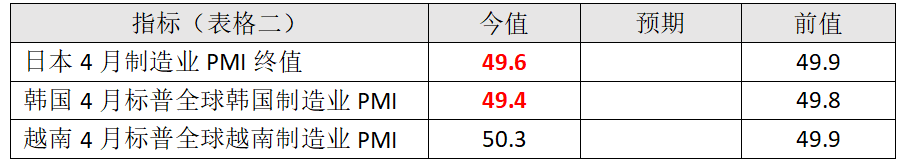 指标（表格二） 今值 预期 前值
日本 4 月制造业 PMI 终值 49.6 49.9
韩国 4 月标普全球韩国制造业 PMI 49.4 49.8
越南 4 月标普全球越南制造业 PMI 50.3 49.9